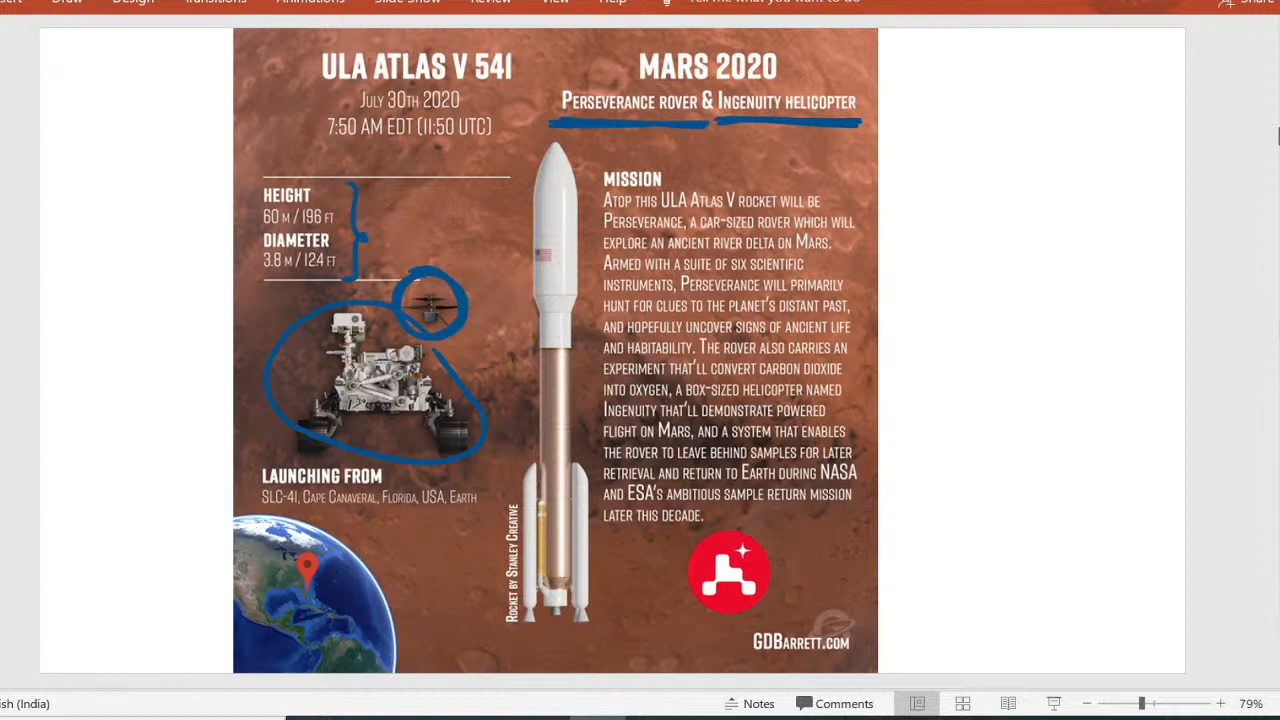 Draw
Design
Transitions
Animations
Slide Show
Review
View
Help
Tell me what you want to do
Share
ULA ATLAS V 541
July 30th 2020
7:50 AM EDT (11:50 UTC)
MARS 2020
Perseverance rover & Ingenuity helicopter
HEIGHT
60 m / 196 ft
DIAMETER
3.8 m / 12.4 ft
LAUNCHING FROM
SLC-41, Cape Canaveral, Florida, USA, Earth
Rocket by Stanley Creative
MISSION
Atop this ULA Atlas V rocket will be
Perseverance, a car-sized rover which will
explore an ancient river delta on Mars.
Armed with a suite of six scientific
instruments, Perseverance will primarily
hunt for clues to the planet's distant past,
and hopefully uncover signs of ancient life
and habitability. The rover also carries an
experiment that'll convert carbon dioxide
into oxygen, a box-sized helicopter named
Ingenuity that'll demonstrate powered
flight on Mars, and a system that enables
the rover to leave behind samples for later
retrieval and return to Earth during NASA
and ESA's ambitious sample return mission
later this decade.
GDBarrett.com
(India)
Notes
Comments
79%